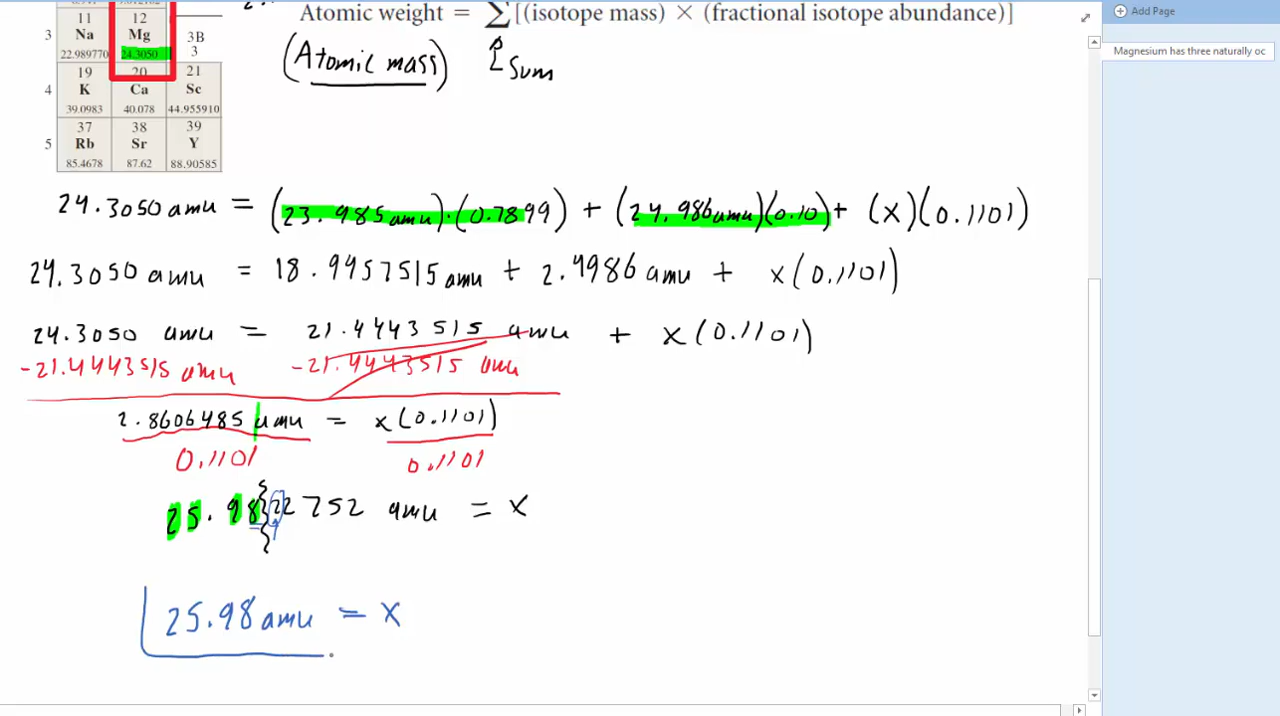 Atomic weight = ∑[(isotope mass) × (fractional isotope abundance)]
(Atomic mass) Sum
11 12
3 Na Mg 3B
22.989770 24.3050 3
19 20 21
4 K Ca Sc
39.0983 40.078 44.955910
37 38 39
5 Rb Sr Y
85.4678 87.62 88.90585
24.3050 amu = (23.985 amu)·(0.7899) + (24.986 amu)(0.10) + (x)(0.1101)
24.3050 amu = 18.9457515 amu + 2.4986 amu + x(0.1101)
24.3050 amu = 21.4443515 amu + x(0.1101)
-21.4443515 amu -21.4443515 amu
2.8606485 amu = x(0.1101)
0.1101 0.1101
25.9822752 amu = x
25.98 amu = x
Add Page
Magnesium has three naturally oc